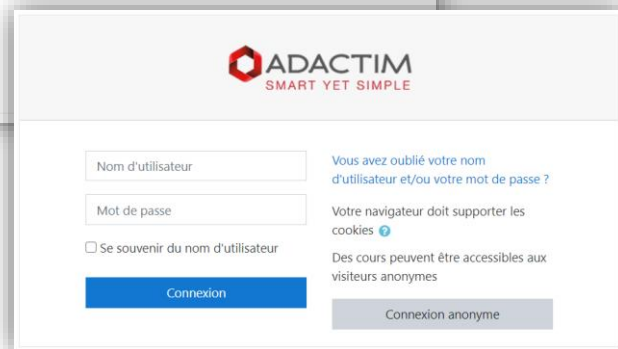 ADACTIM
SMART YET SIMPLE
Nom d'utilisateur
Mot de passe
Se souvenir du nom d'utilisateur
Connexion
Vous avez oublié votre nom
d'utilisateur et/ou votre mot de passe ?
Votre navigateur doit supporter les
cookies ?
Des cours peuvent être accessibles aux
visiteurs anonymes
Connexion anonyme